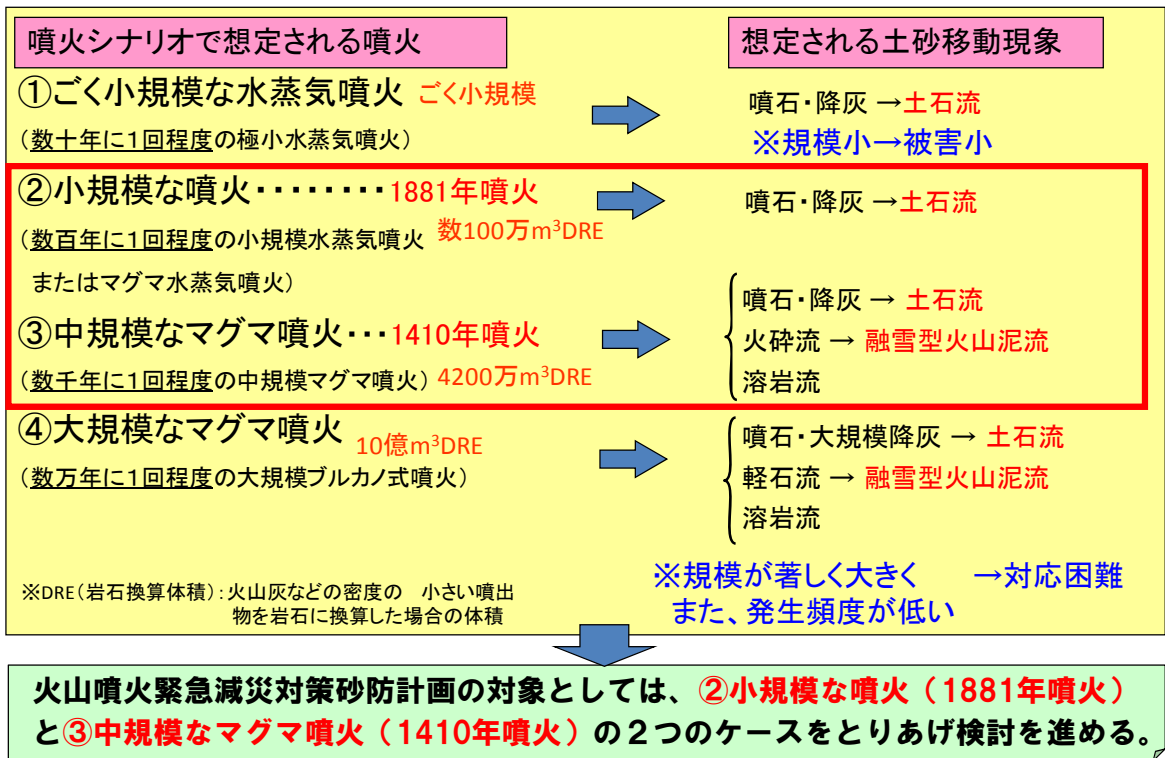 噴火シナリオで想定される噴火
想定される土砂移動現象
①ごく小規模な水蒸気噴火 ごく小規模
(数十年に1回程度の極小水蒸気噴火)
噴石・降灰 →土石流
※規模小→被害小
②小規模な噴火・・・・・・・・1881年噴火
(数百年に1回程度の小規模水蒸気噴火 数100万m³DRE
またはマグマ水蒸気噴火)
噴石・降灰 →土石流
③中規模なマグマ噴火・・・1410年噴火
(数千年に1回程度の中規模マグマ噴火) 4200万m³DRE
噴石・降灰 → 土石流
火砕流 → 融雪型火山泥流
溶岩流
④大規模なマグマ噴火 10億m³DRE
(数万年に1回程度の大規模ブルカノ式噴火)
噴石・大規模降灰 → 土石流
軽石流 → 融雪型火山泥流
溶岩流
※DRE(岩石換算体積):火山灰などの密度の 小さい噴出
物を岩石に換算した場合の体積
※規模が著しく大きく →対応困難
また、発生頻度が低い
火山噴火緊急減災対策砂防計画の対象としては、②小規模な噴火(1881年噴火)
と③中規模なマグマ噴火(1410年噴火)の2つのケースをとりあげ検討を進める。